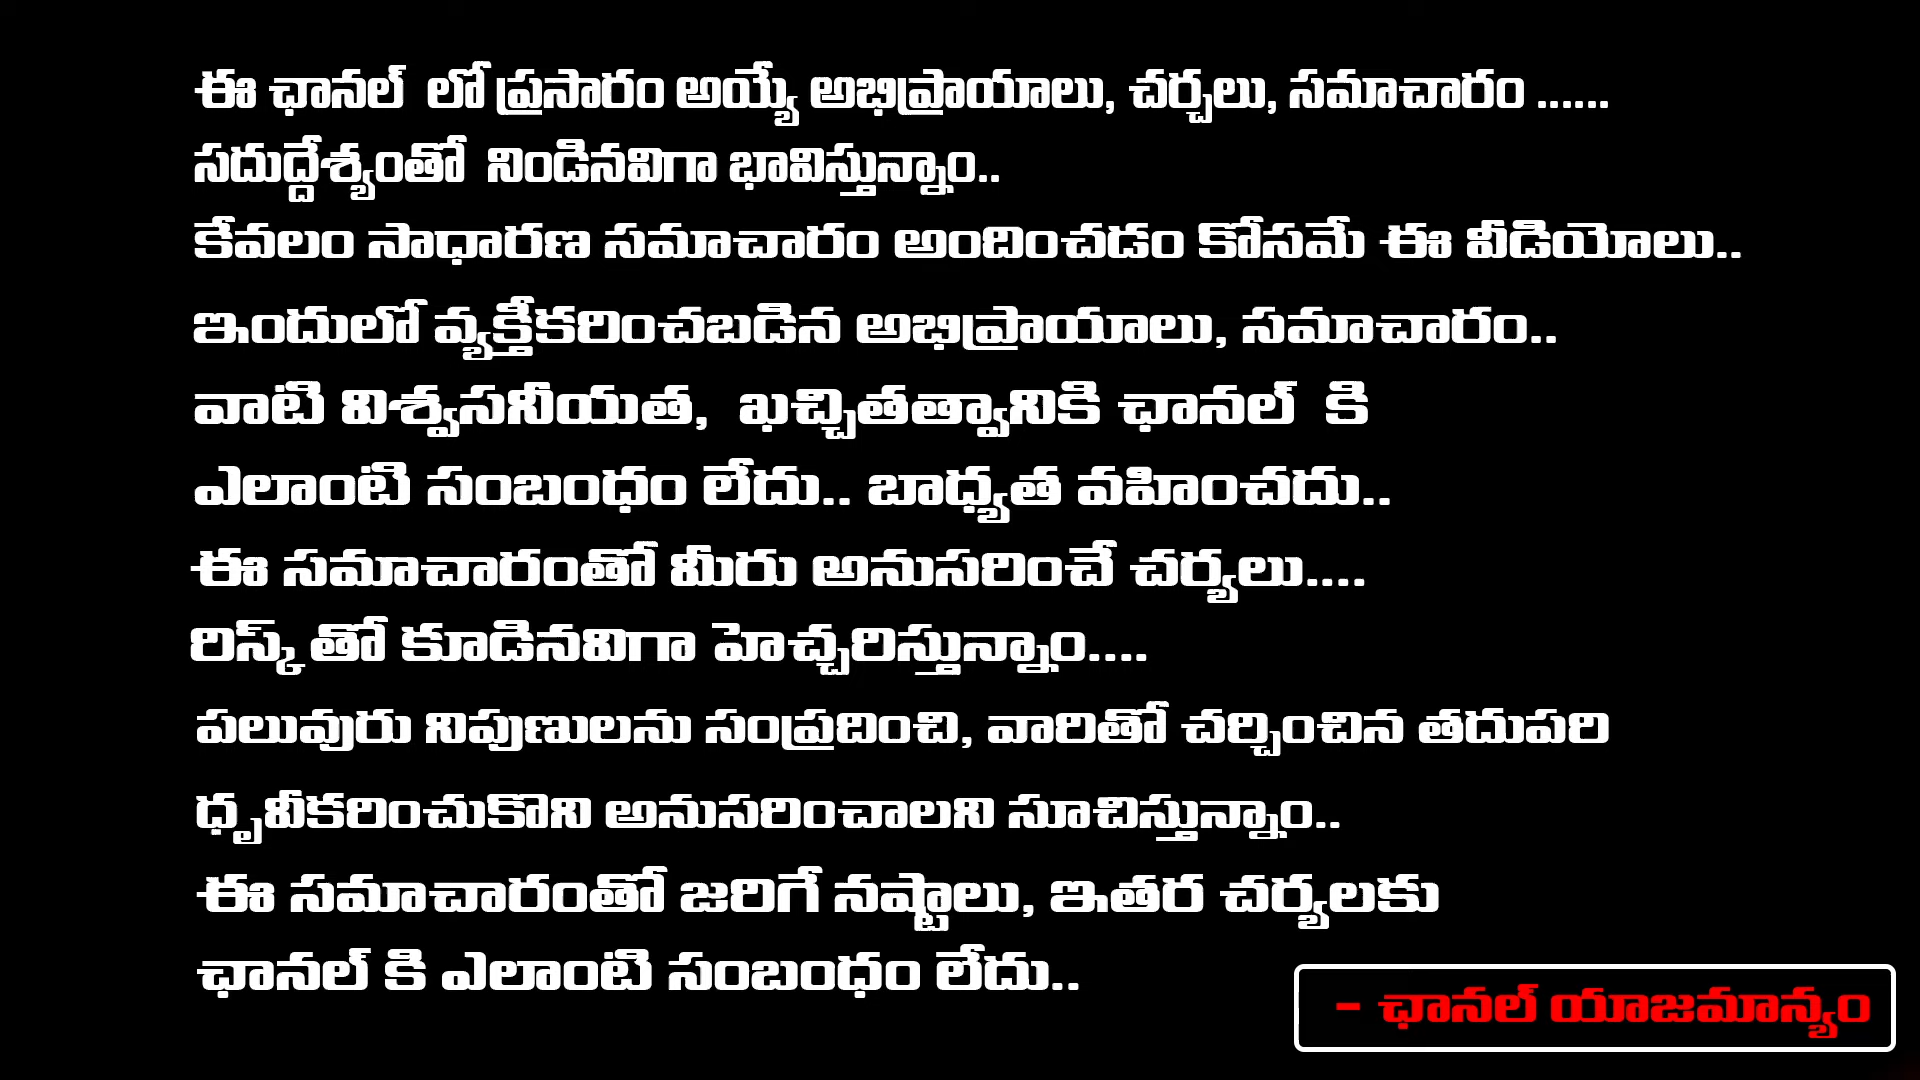 ఈ ఛానల్ లో ప్రసారం అయ్యే అభిప్రాయాలు, చర్చలు, సమాచారం ......
సదుద్దేశ్యంతో నిండినవిగా భావిస్తున్నాం..
కేవలం సాధారణ సమాచారం అందించడం కోసమే ఈ వీడియోలు..
ఇందులో వ్యక్తీకరించబడిన అభిప్రాయాలు, సమాచారం..
వాటి విశ్వసనీయత, ఖచ్చితత్వానికి ఛానల్ కి
ఎలాంటి సంబంధం లేదు.. బాధ్యత వహించదు..
ఈ సమాచారంతో మీరు అనుసరించే చర్యలు....
రిస్క్ తో కూడినవిగా హెచ్చరిస్తున్నాం....
పలువురు నిపుణులను సంప్రదించి, వారితో చర్చించిన తదుపరి
ధృవీకరించుకొని అనుసరించాలని సూచిస్తున్నాం..
ఈ సమాచారంతో జరిగే నష్టాలు, ఇతర చర్యలకు
ఛానల్ కి ఎలాంటి సంబంధం లేదు..
- ఛానల్ యాజమాన్యం